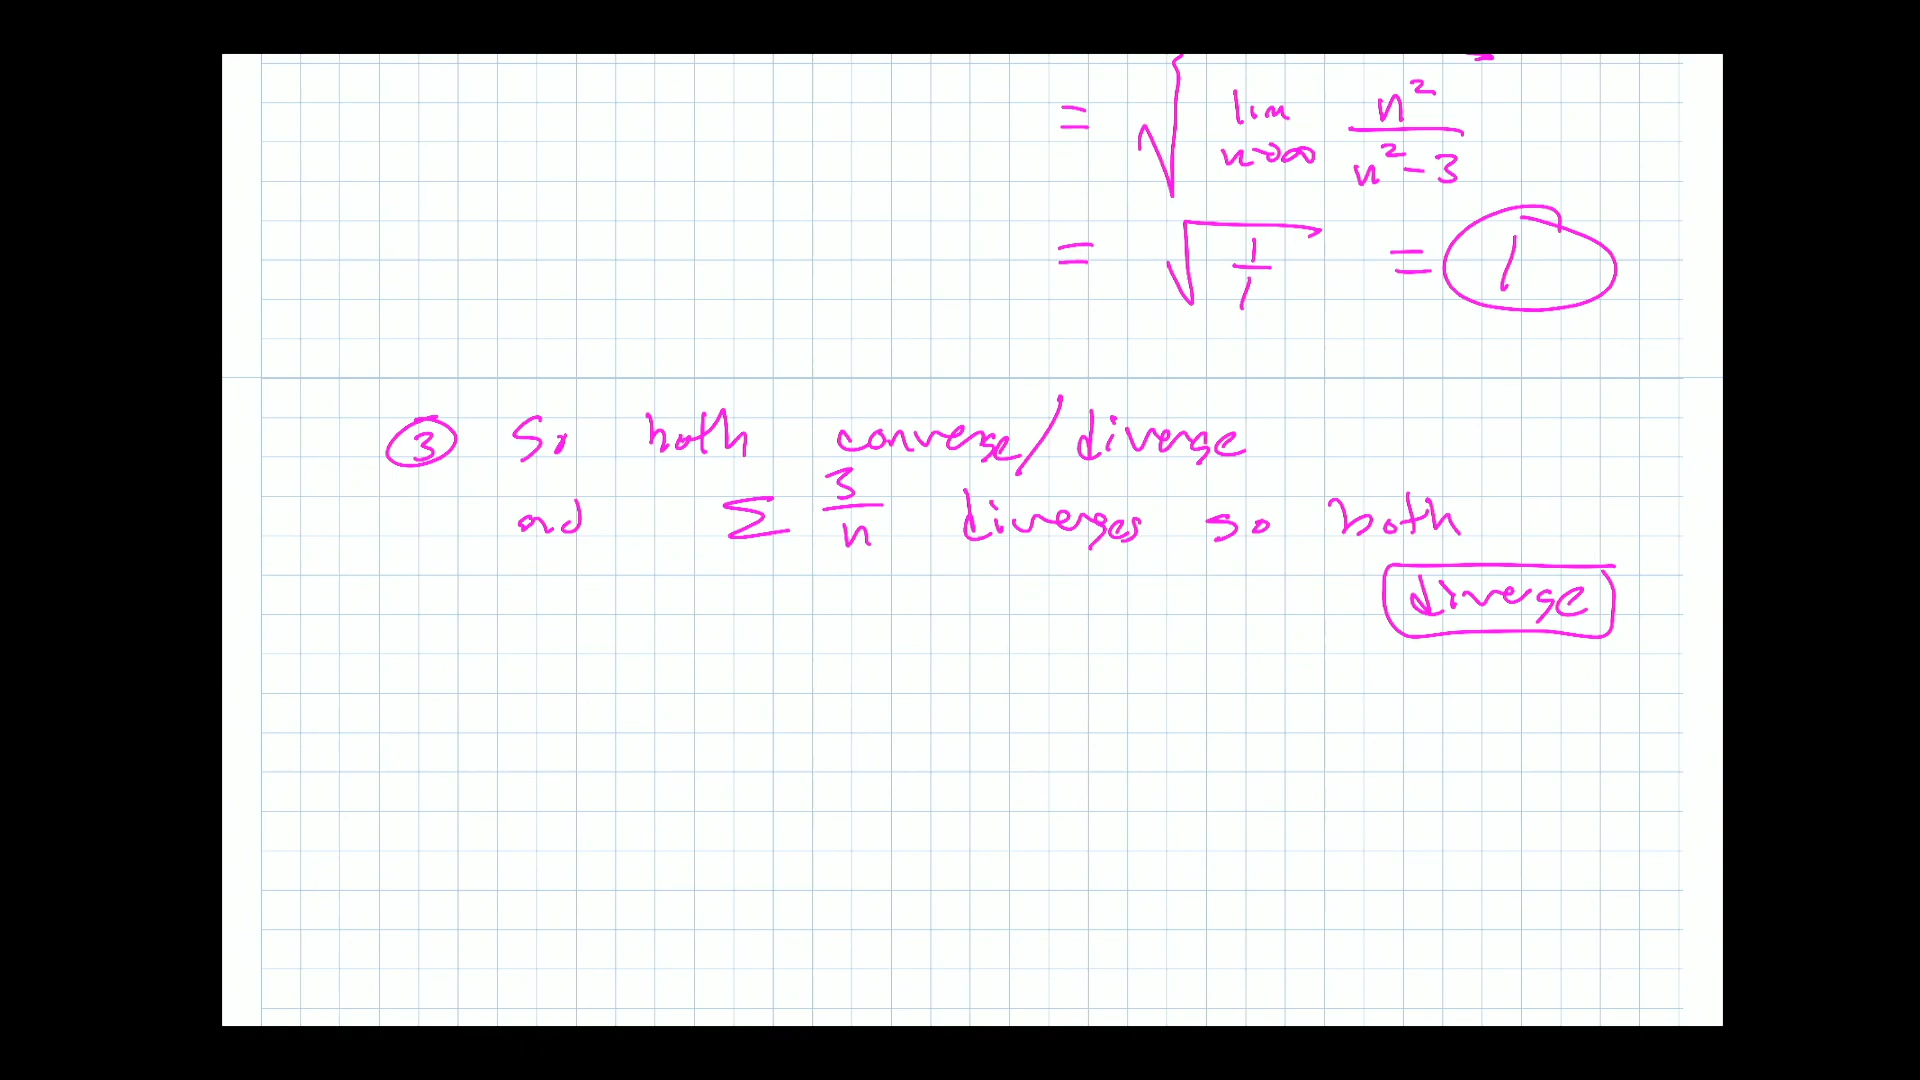 = √ lim n→∞ n²/(n²-3)
= √(1/1) = 1
③ So both converge/diverge
and Σ 3/n diverges so both
diverge